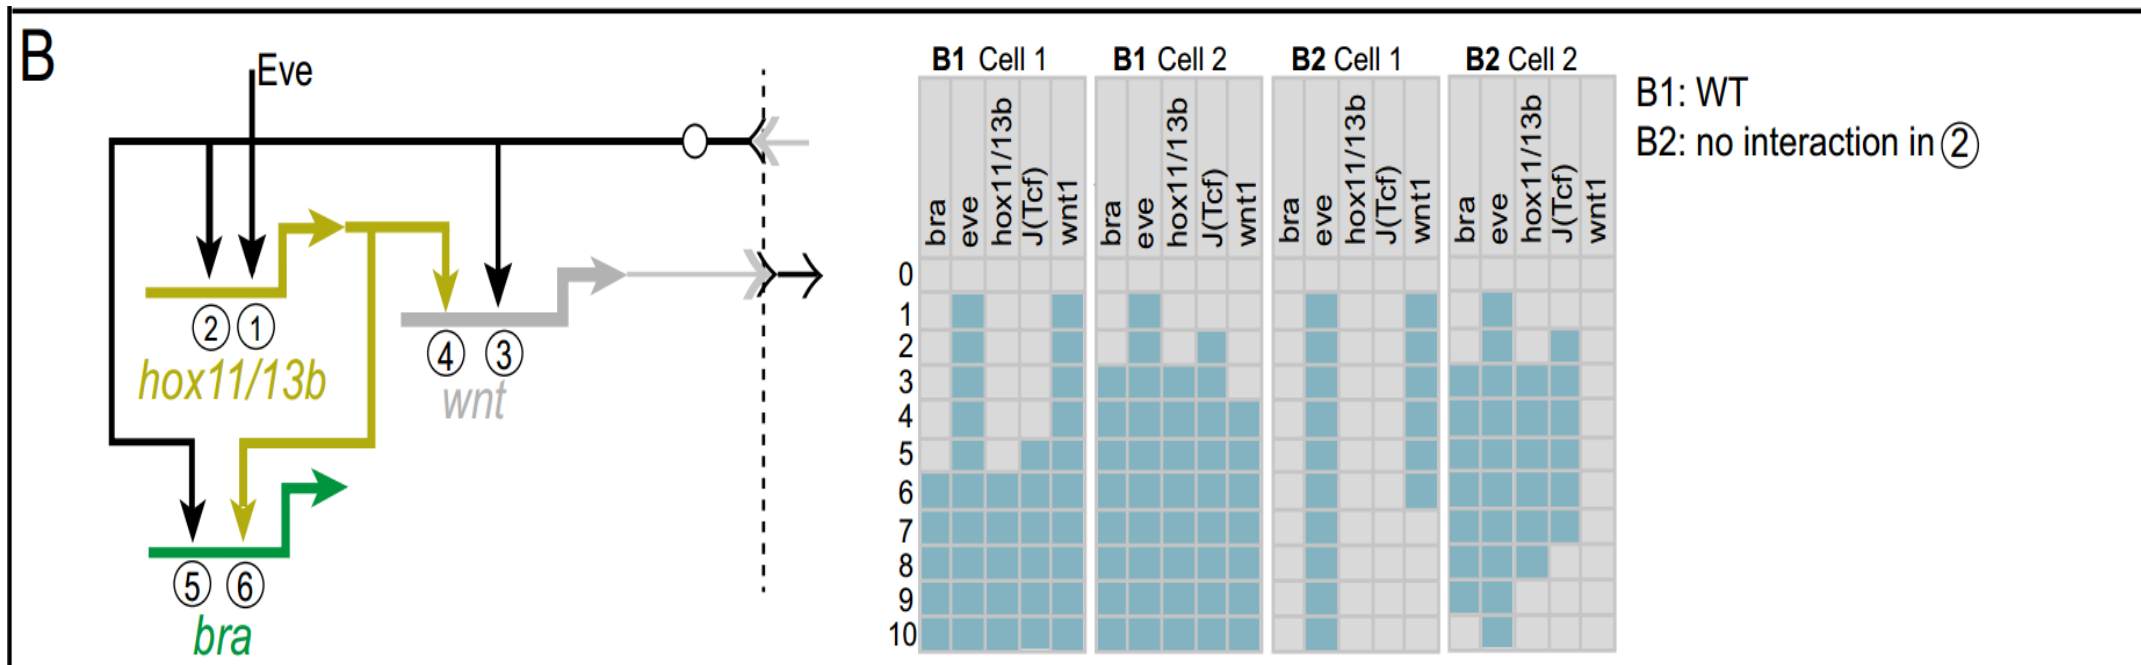 B
Eve
2 1
hox11/13b
4 3
wnt
5 6
bra
B1 Cell 1
B1 Cell 2
B2 Cell 1
B2 Cell 2
bra eve hox11/13b J(Tcf) wnt1
bra eve hox11/13b J(Tcf) wnt1
bra eve hox11/13b J(Tcf) wnt1
bra eve hox11/13b J(Tcf) wnt1
0
1
2
3
4
5
6
7
8
9
10
B1: WT
B2: no interaction in 2